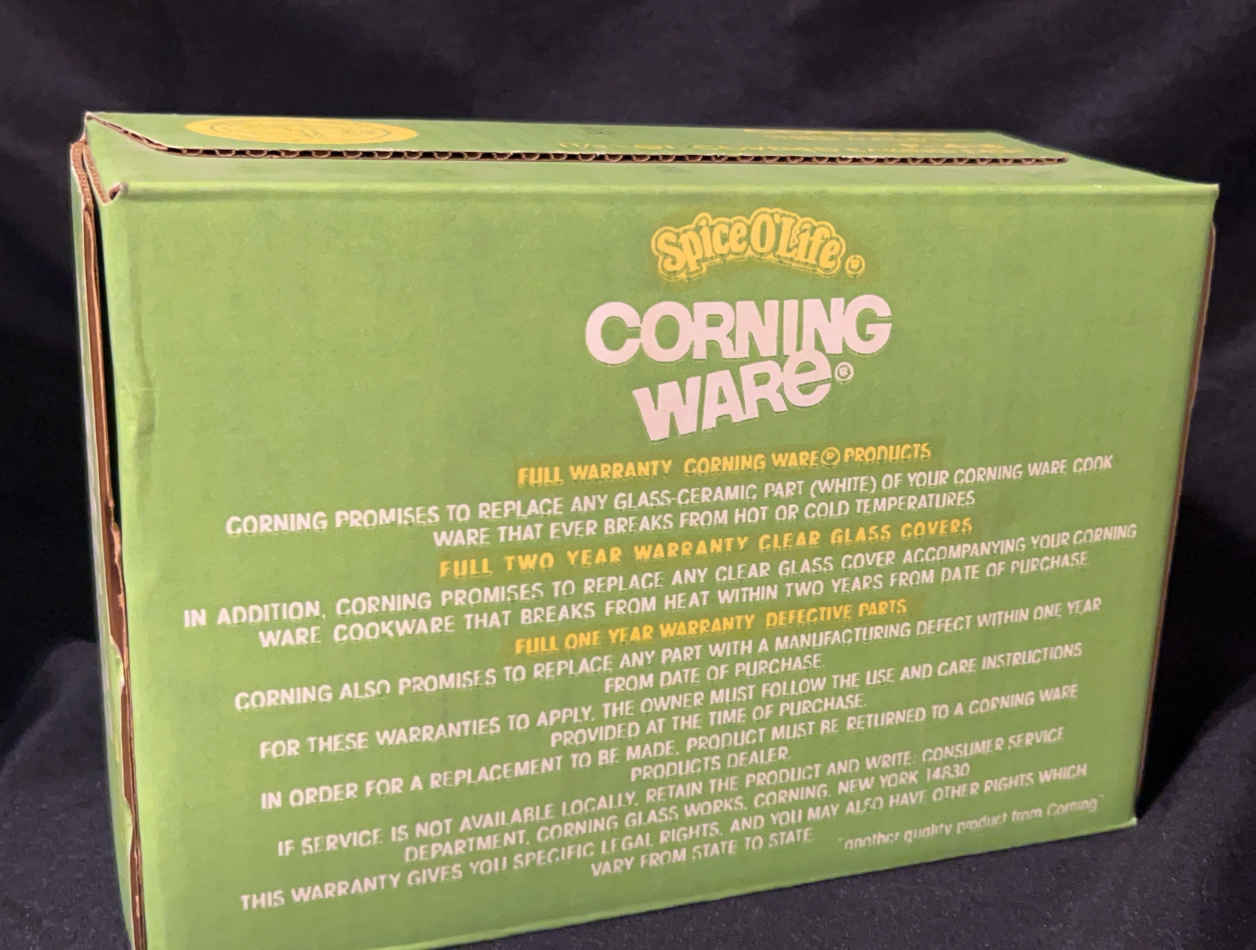 Spice O'Life®
CORNING
WARE®
FULL WARRANTY CORNING WARE® PRODUCTS
CORNING PROMISES TO REPLACE ANY GLASS-CERAMIC PART (WHITE) OF YOUR CORNING WARE COOK
WARE THAT EVER BREAKS FROM HOT OR COLD TEMPERATURES
FULL TWO YEAR WARRANTY CLEAR GLASS COVERS
IN ADDITION, CORNING PROMISES TO REPLACE ANY CLEAR GLASS COVER ACCOMPANYING YOUR CORNING
WARE COOKWARE THAT BREAKS FROM HEAT WITHIN TWO YEARS FROM DATE OF PURCHASE
FULL ONE YEAR WARRANTY DEFECTIVE PARTS
CORNING ALSO PROMISES TO REPLACE ANY PART WITH A MANUFACTURING DEFECT WITHIN ONE YEAR
FROM DATE OF PURCHASE.
FOR THESE WARRANTIES TO APPLY, THE OWNER MUST FOLLOW THE USE AND CARE INSTRUCTIONS
PROVIDED AT THE TIME OF PURCHASE.
IN ORDER FOR A REPLACEMENT TO BE MADE, PRODUCT MUST BE RETURNED TO A CORNING WARE
PRODUCTS DEALER.
IF SERVICE IS NOT AVAILABLE LOCALLY, RETAIN THE PRODUCT AND WRITE: CONSUMER SERVICE
DEPARTMENT, CORNING GLASS WORKS, CORNING, NEW YORK 14830
THIS WARRANTY GIVES YOU SPECIFIC LEGAL RIGHTS, AND YOU MAY ALSO HAVE OTHER RIGHTS WHICH
VARY FROM STATE TO STATE
"another quality product from Corning"